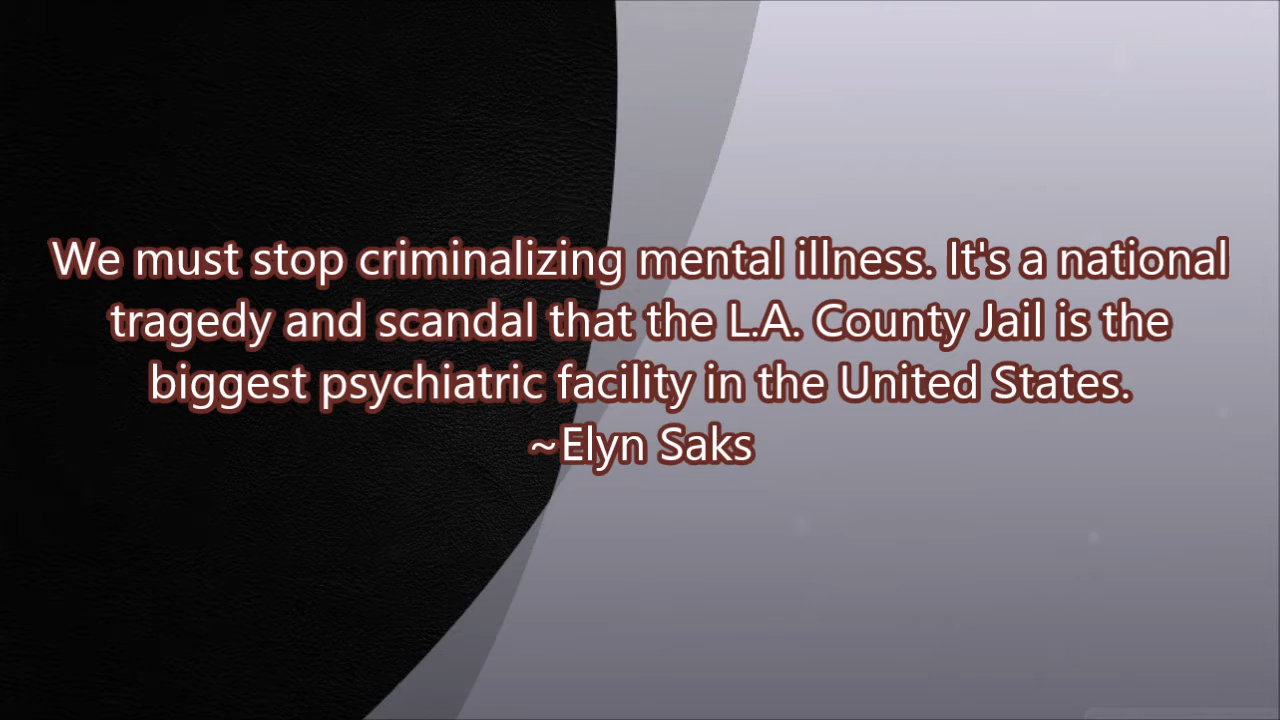 We must stop criminalizing mental illness. It's a national
tragedy and scandal that the L.A. County Jail is the
biggest psychiatric facility in the United States.
~Elyn Saks